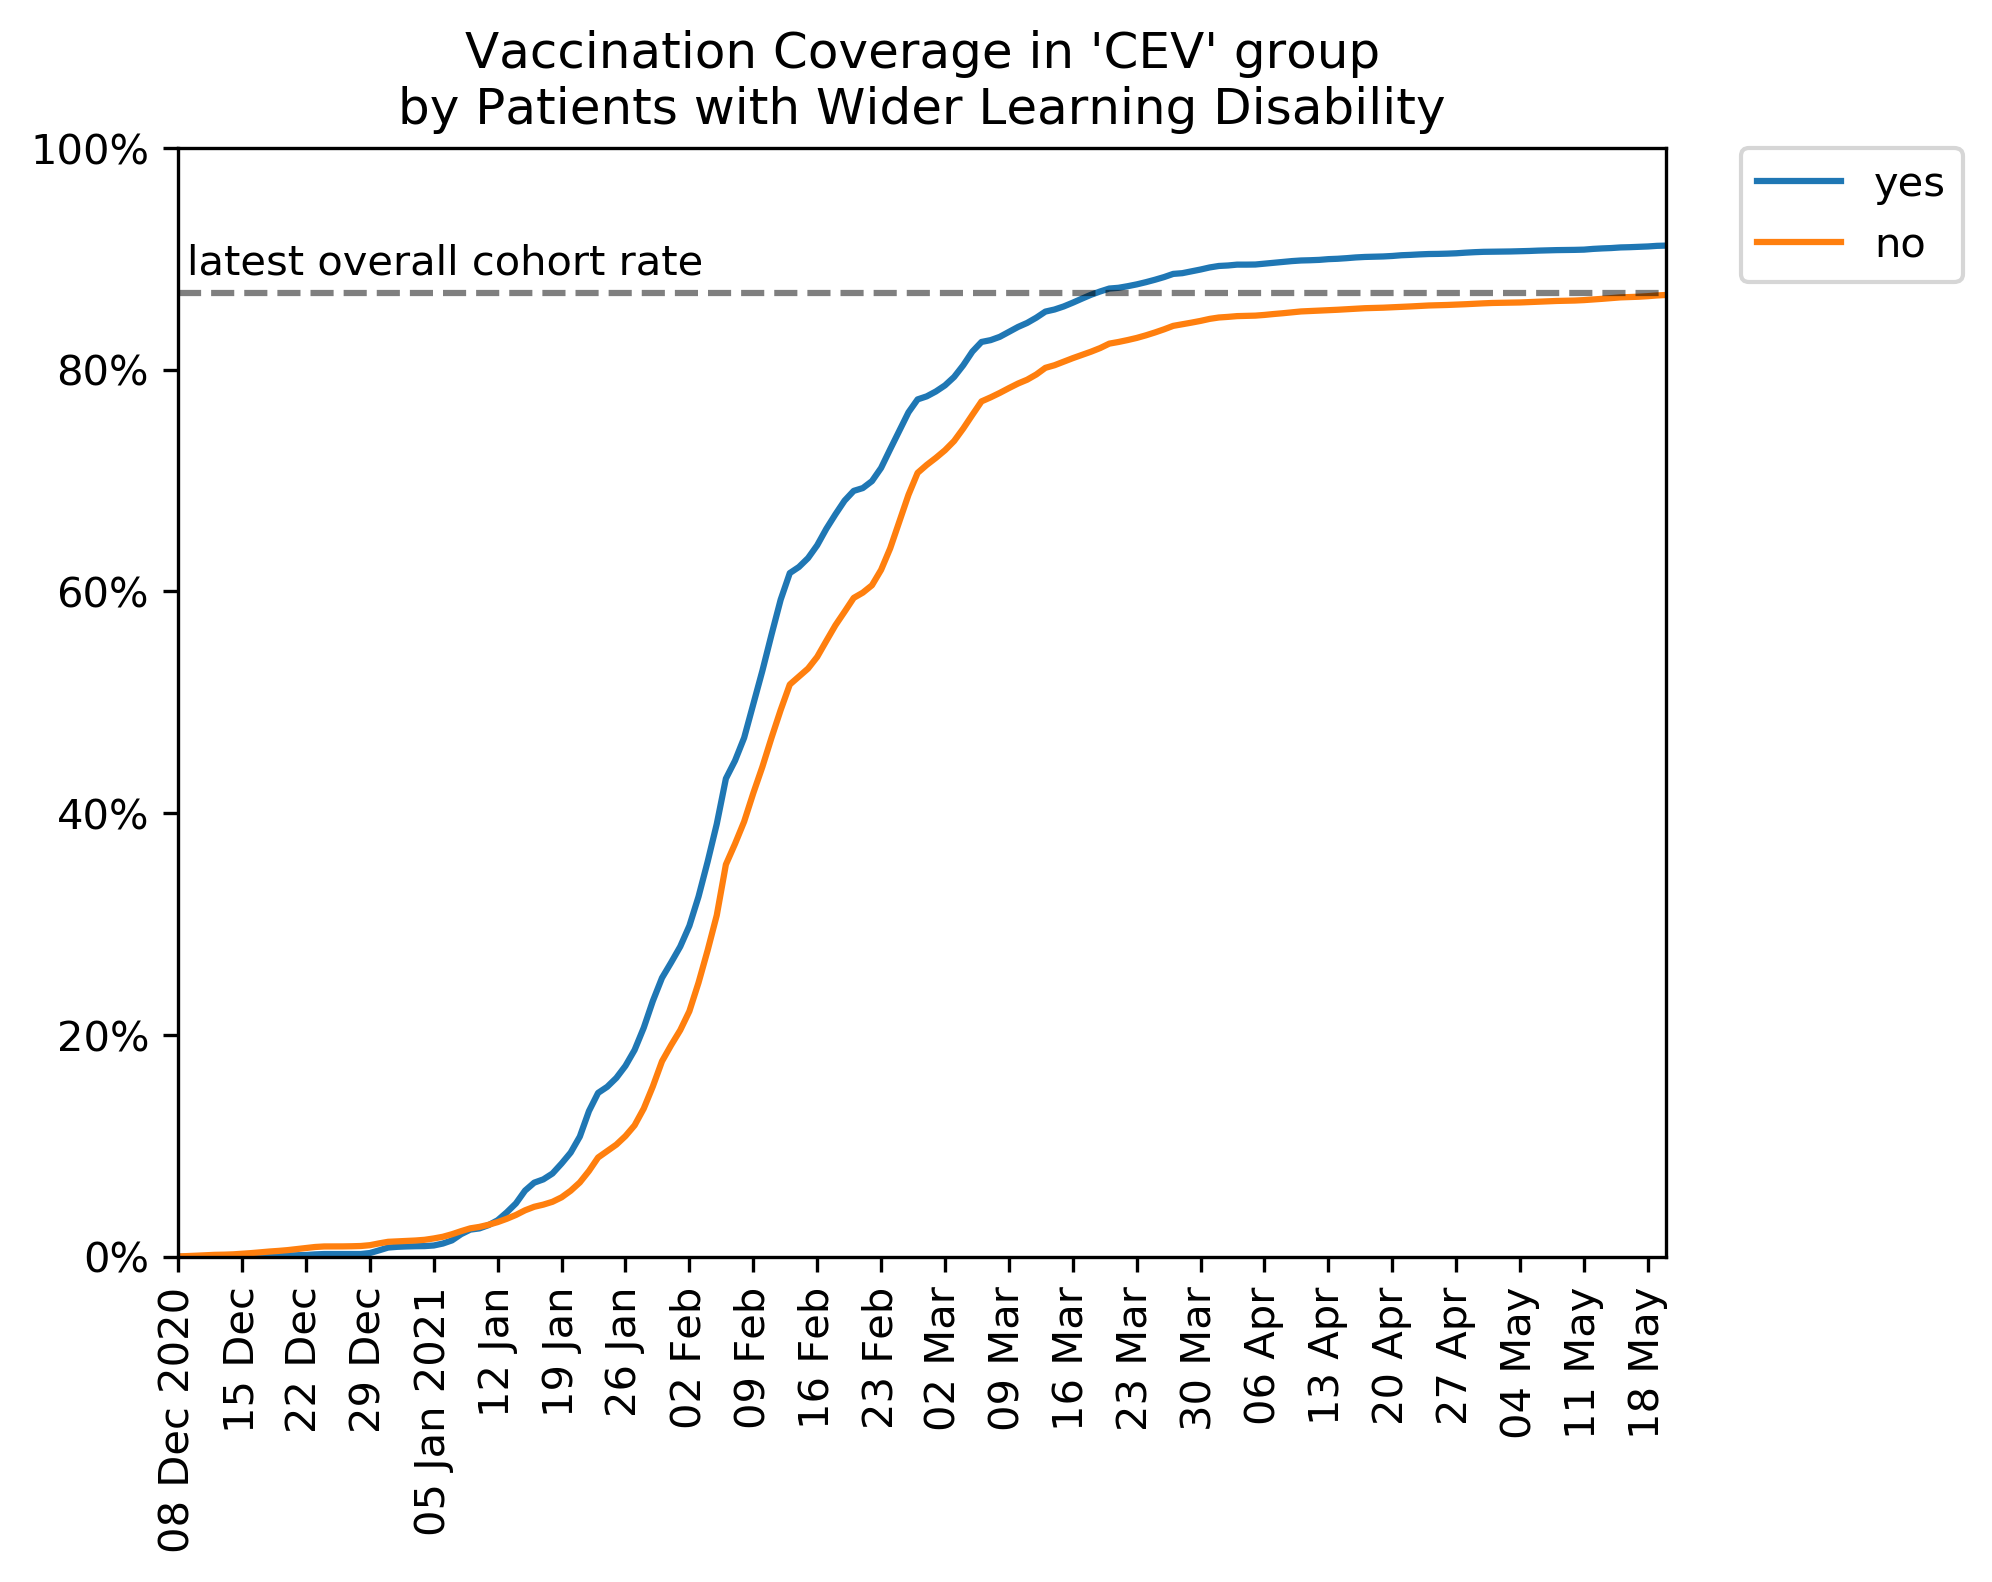 Vaccination Coverage in 'CEV' group
by Patients with Wider Learning Disability
100%
80%
60%
40%
20%
0%
latest overall cohort rate
yes
no
08 Dec 2020
15 Dec
22 Dec
29 Dec
05 Jan 2021
12 Jan
19 Jan
26 Jan
02 Feb
09 Feb
16 Feb
23 Feb
02 Mar
09 Mar
16 Mar
23 Mar
30 Mar
06 Apr
13 Apr
20 Apr
27 Apr
04 May
11 May
18 May